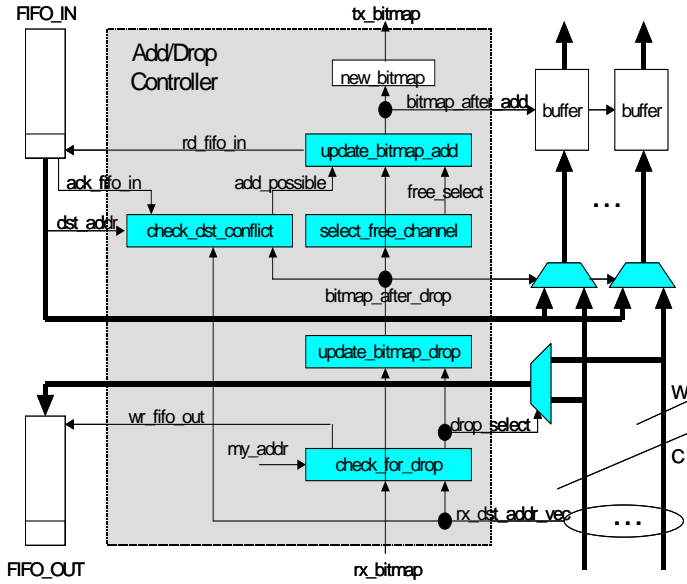 FIFO_IN
tx_bitmap
Add/Drop
Controller
new_bitmap
bitmap_after_add
buffer
buffer
rd_fifo_in
update_bitmap_add
ack_fifo_in
add_possible
free_select
dst_addr
check_dst_conflict
select_free_channel
...
bitmap_after_drop
update_bitmap_drop
W
wr_fifo_out
drop_select
my_addr
check_for_drop
C
rx_dst_addr_vec
...
FIFO_OUT
rx_bitmap